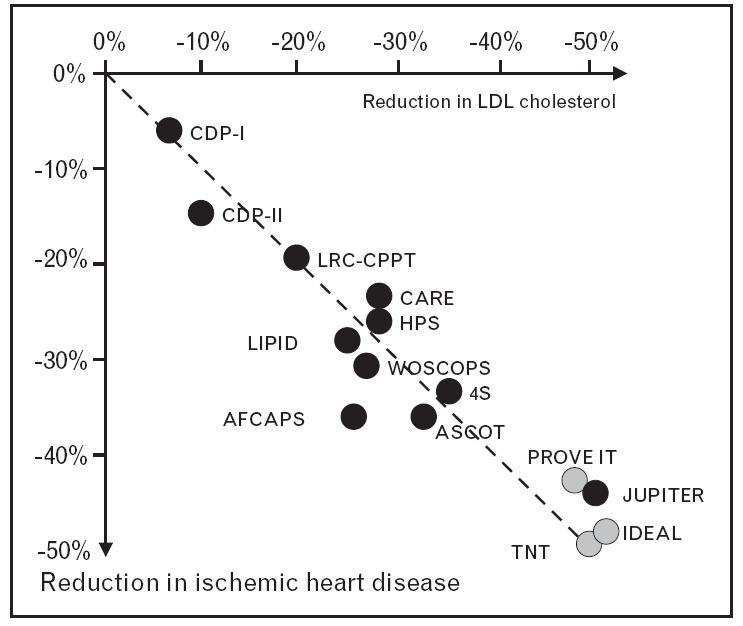 0% -10% -20% -30% -40% -50%
0%
Reduction in LDL cholesterol
CDP-I
-10%
CDP-II
-20%
LRC-CPPT
CARE
HPS
LIPID
-30%
WOSCOPS
4S
AFCAPS
ASCOT
-40%
PROVE IT
JUPITER
IDEAL
TNT
-50%
Reduction in ischemic heart disease